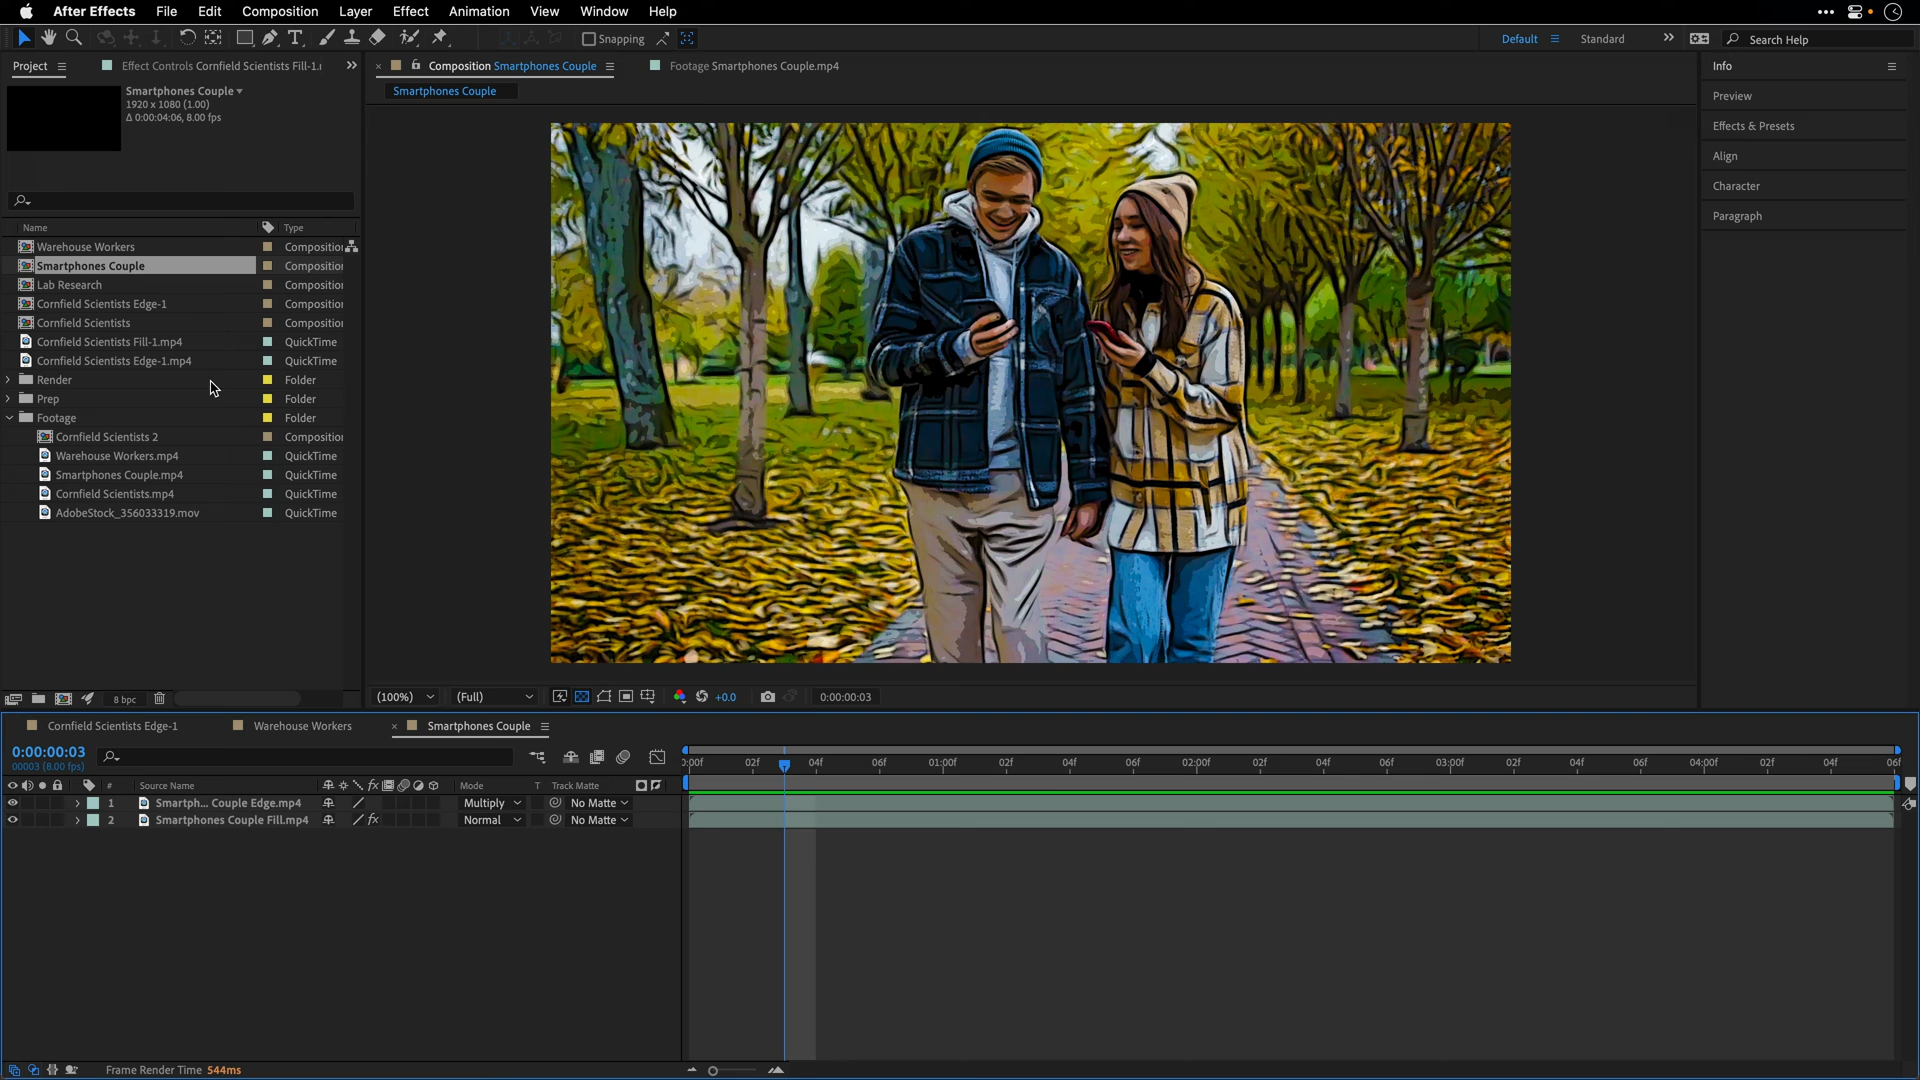 After Effects File Edit Composition Layer Effect Animation View Window Help
Snapping Default Standard Search Help
Project Effect Controls Cornfield Scientists Fill-1.
Composition Smartphones Couple Footage Smartphones Couple.mp4
Info
Smartphones Couple
1920 x 1080 (1.00)
Δ 0:00:04:06, 8.00 fps
Smartphones Couple
Preview
Effects & Presets
Align
Character
Paragraph
Name Type
Warehouse Workers Composition
Smartphones Couple Composition
Lab Research Composition
Cornfield Scientists Edge-1 Composition
Cornfield Scientists Composition
Cornfield Scientists Fill-1.mp4 QuickTime
Cornfield Scientists Edge-1.mp4 QuickTime
Render Folder
Prep Folder
Footage Folder
Cornfield Scientists 2 Composition
Warehouse Workers.mp4 QuickTime
Smartphones Couple.mp4 QuickTime
Cornfield Scientists.mp4 QuickTime
AdobeStock_356033319.mov QuickTime
8 bpc
(100%) (Full) +0.0 0:00:00:03
Cornfield Scientists Edge-1 Warehouse Workers Smartphones Couple
0:00:00:03
00003 (8.00 fps)
:00f 02f 04f 06f 01:00f 02f 04f 06f 02:00f 02f 04f 06f 03:00f 02f 04f 06f 04:00f 02f 04f 06f
# Source Name Mode T Track Matte
1 Smartph... Couple Edge.mp4 Multiply No Matte
2 Smartphones Couple Fill.mp4 fx Normal No Matte
Frame Render Time 544ms